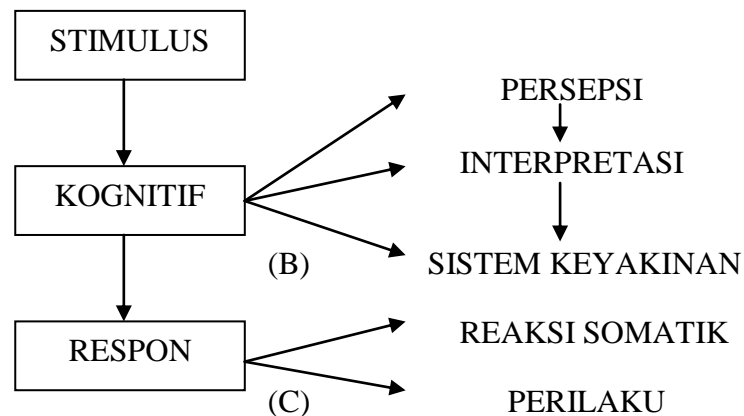 STIMULUS
PERSEPSI
INTERPRETASI
KOGNITIF
(B)
SISTEM KEYAKINAN
REAKSI SOMATIK
RESPON
(C)
PERILAKU